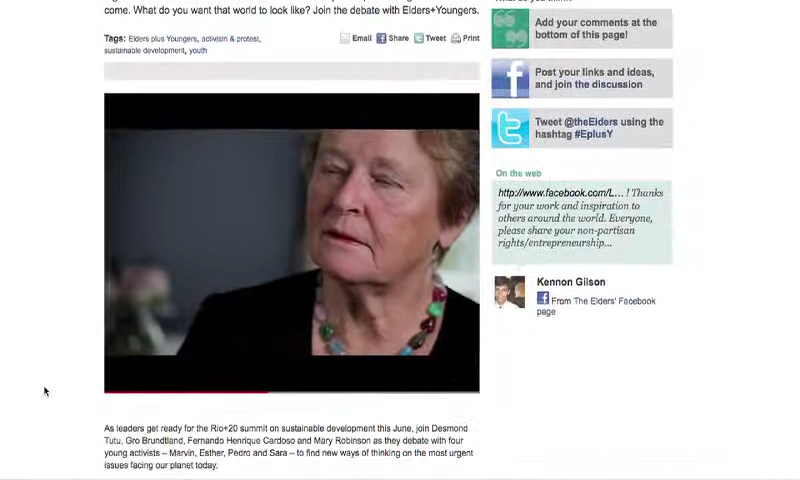 come. What do you want that world to look like? Join the debate with Elders+Youngers.
Tags: Elders plus Youngers, activism & protest,
sustainable development, youth
Email Share Tweet Print
Add your comments at the
bottom of this page!
Post your links and ideas,
and join the discussion
Tweet @theElders using the
hashtag #EplusY
On the web
http://www.facebook.com/L... ! Thanks
for your work and inspiration to
others around the world. Everyone,
please share your non-partisan
rights/entrepreneurship...
Kennon Gilson
From The Elders' Facebook
page
As leaders get ready for the Rio+20 summit on sustainable development this June, join Desmond
Tutu, Gro Brundtland, Fernando Henrique Cardoso and Mary Robinson as they debate with four
young activists – Marvin, Esther, Pedro and Sara – to find new ways of thinking on the most urgent
issues facing our planet today.